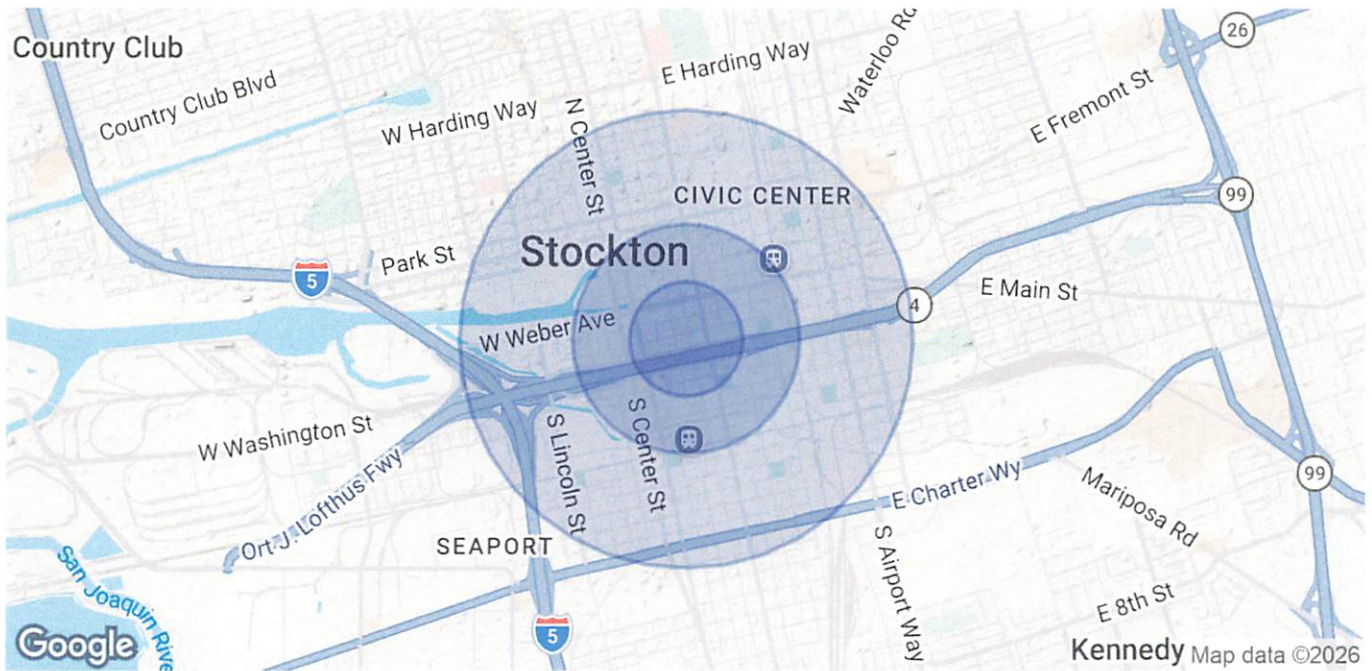 Country Club
Country Club Blvd
W Harding Way
N Center St
E Harding Way
Waterloo Rd
26
E Fremont St
99
CIVIC CENTER
Stockton
Park St
5
4
E Main St
W Weber Ave
W Washington St
S Lincoln St
S Center St
Ort J. Lofthus Fwy
E Charter Wy
99
Mariposa Rd
SEAPORT
S Airport Way
San Joaquin Rive
E 8th St
5
Google
Kennedy
Map data ©2026